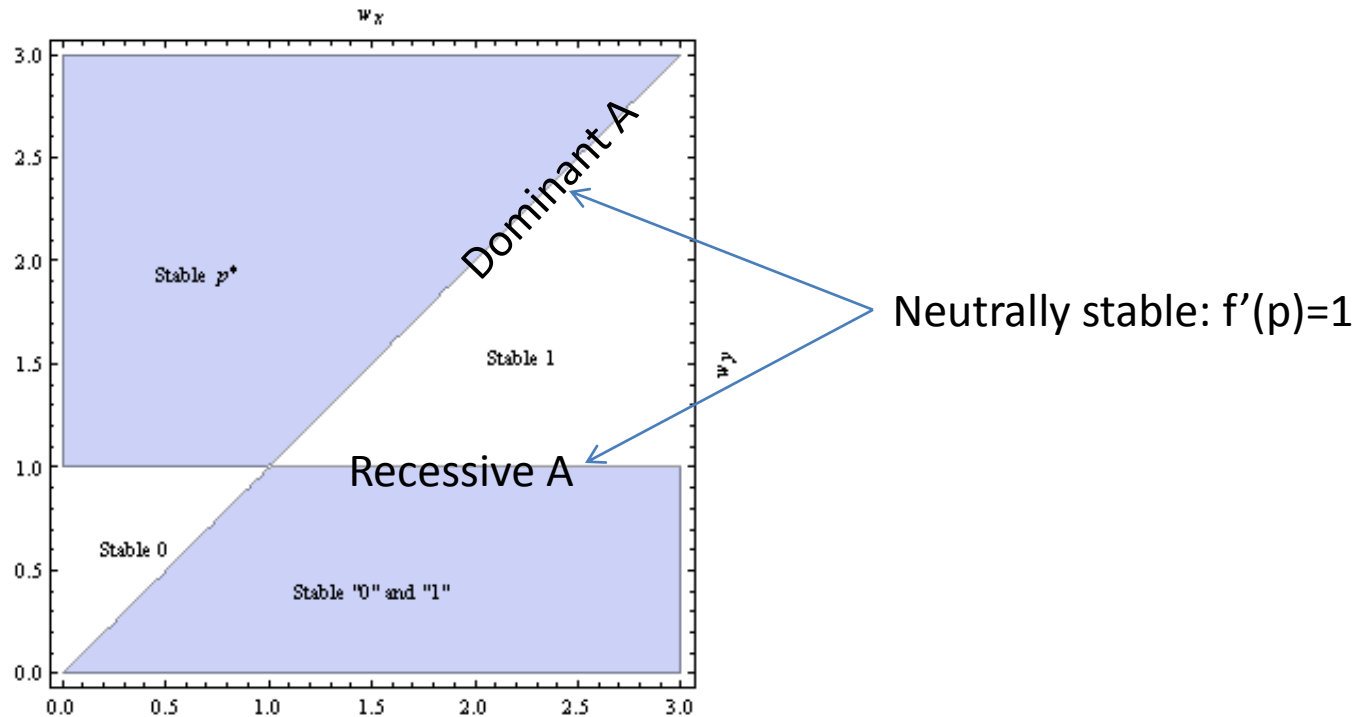 w_x
3.0
2.5
2.0
1.5
1.0
0.5
0.0
0.0 0.5 1.0 1.5 2.0 2.5 3.0
w_y
Stable p*
Dominant A
Stable 1
Recessive A
Stable 0
Stable "0" and "1"
Neutrally stable: f’(p)=1